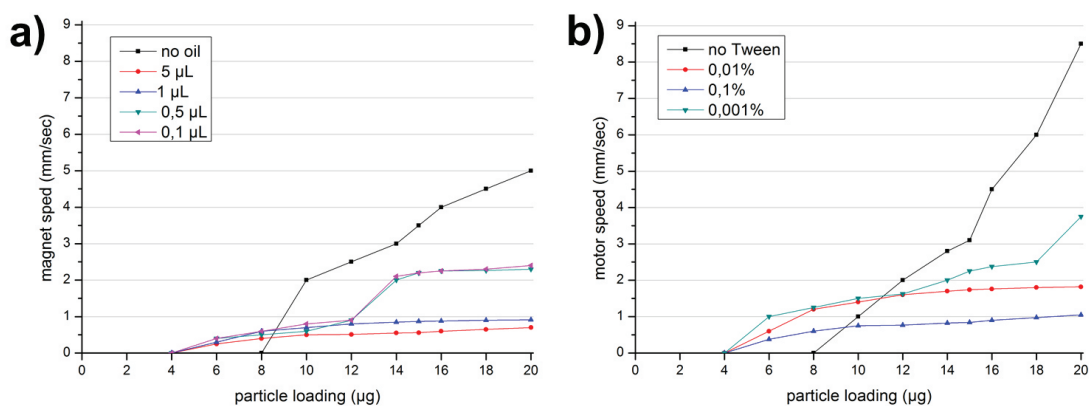 a)
no oil
5 µL
1 µL
0,5 µL
0,1 µL
magnet sped (mm/sec)
9
8
7
6
5
4
3
2
1
0
0 2 4 6 8 10 12 14 16 18 20
particle loading (µg)
b)
no Tween
0,01%
0,1%
0,001%
motor speed (mm/sec)
9
8
7
6
5
4
3
2
1
0
0 2 4 6 8 10 12 14 16 18 20
particle loading (µg)